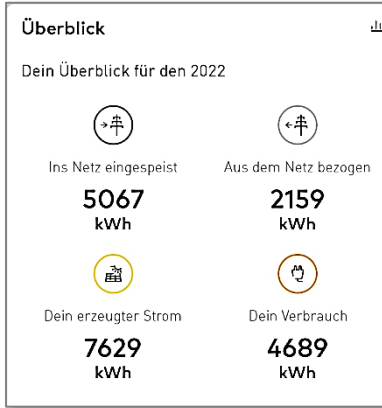 Überblick
Dein Überblick für den 2022
Ins Netz eingespeist
Aus dem Netz bezogen
5067
kWh
2159
kWh
Dein erzeugter Strom
Dein Verbrauch
7629
kWh
4689
kWh